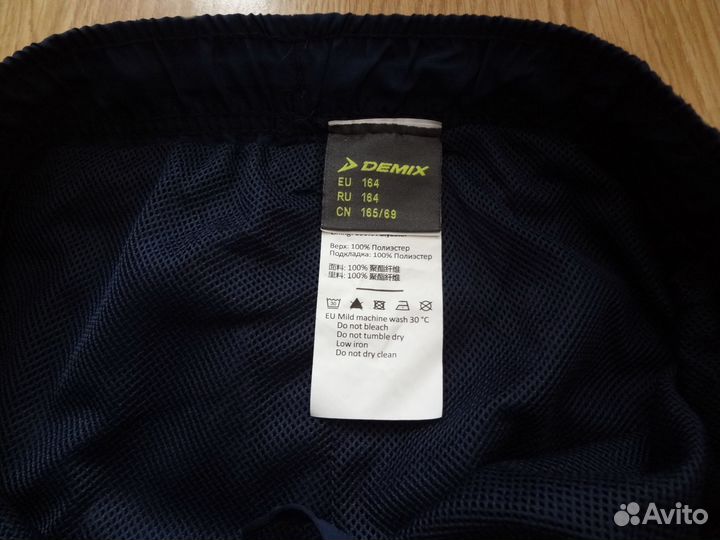 DEMIX
EU 164
RU 164
CN 165/69
Верх: 100% Полиэстер
Подкладка: 100% Полиэстер
面料: 100% 聚酯纤维
里料: 100% 聚酯纤维
30
EU Mild machine wash 30 °C
Do not bleach
Do not tumble dry
Low iron
Do not dry clean
Avito